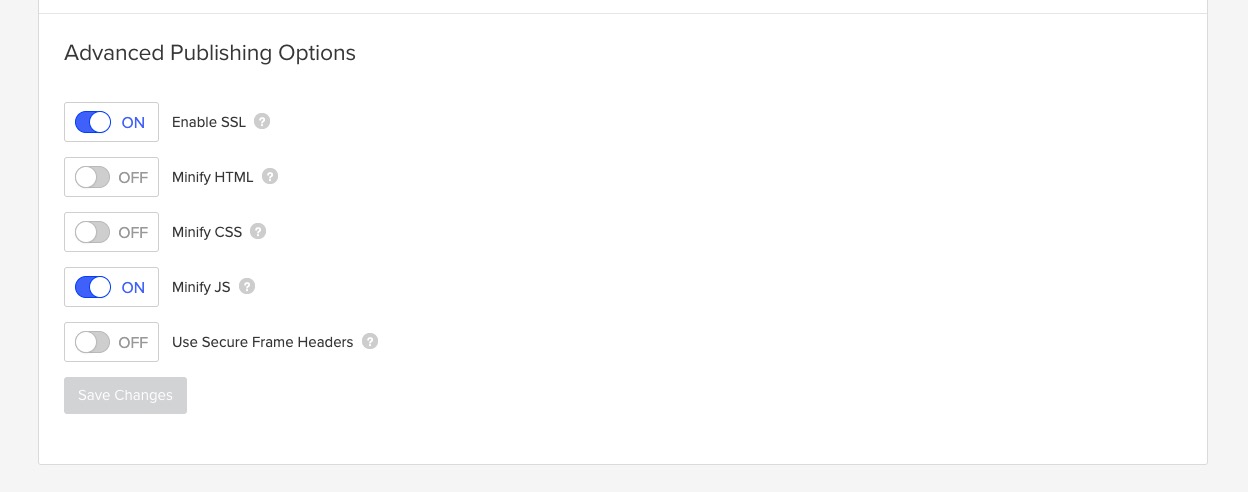 Advanced Publishing Options
ON Enable SSL ?
OFF Minify HTML ?
OFF Minify CSS ?
ON Minify JS ?
OFF Use Secure Frame Headers ?
Save Changes